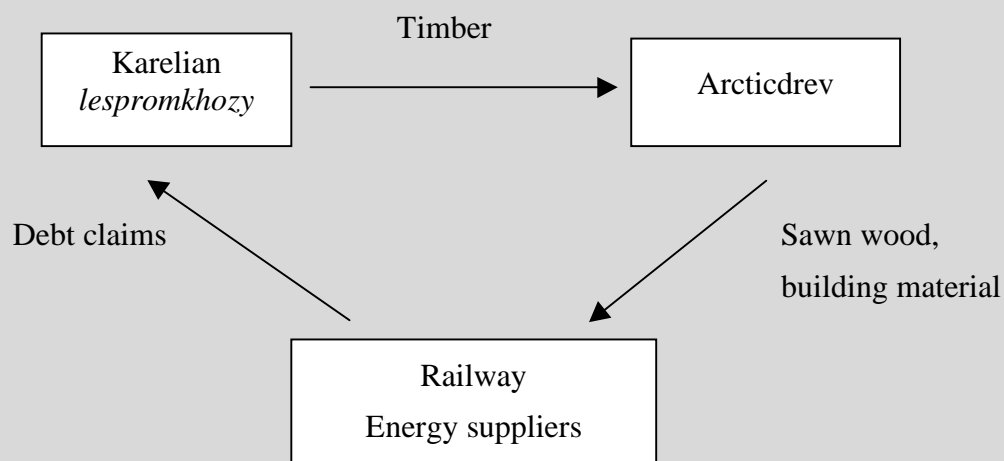 Timber
Karelian
lespromkhozy
Arcticdrev
Debt claims
Sawn wood,
building material
Railway
Energy suppliers